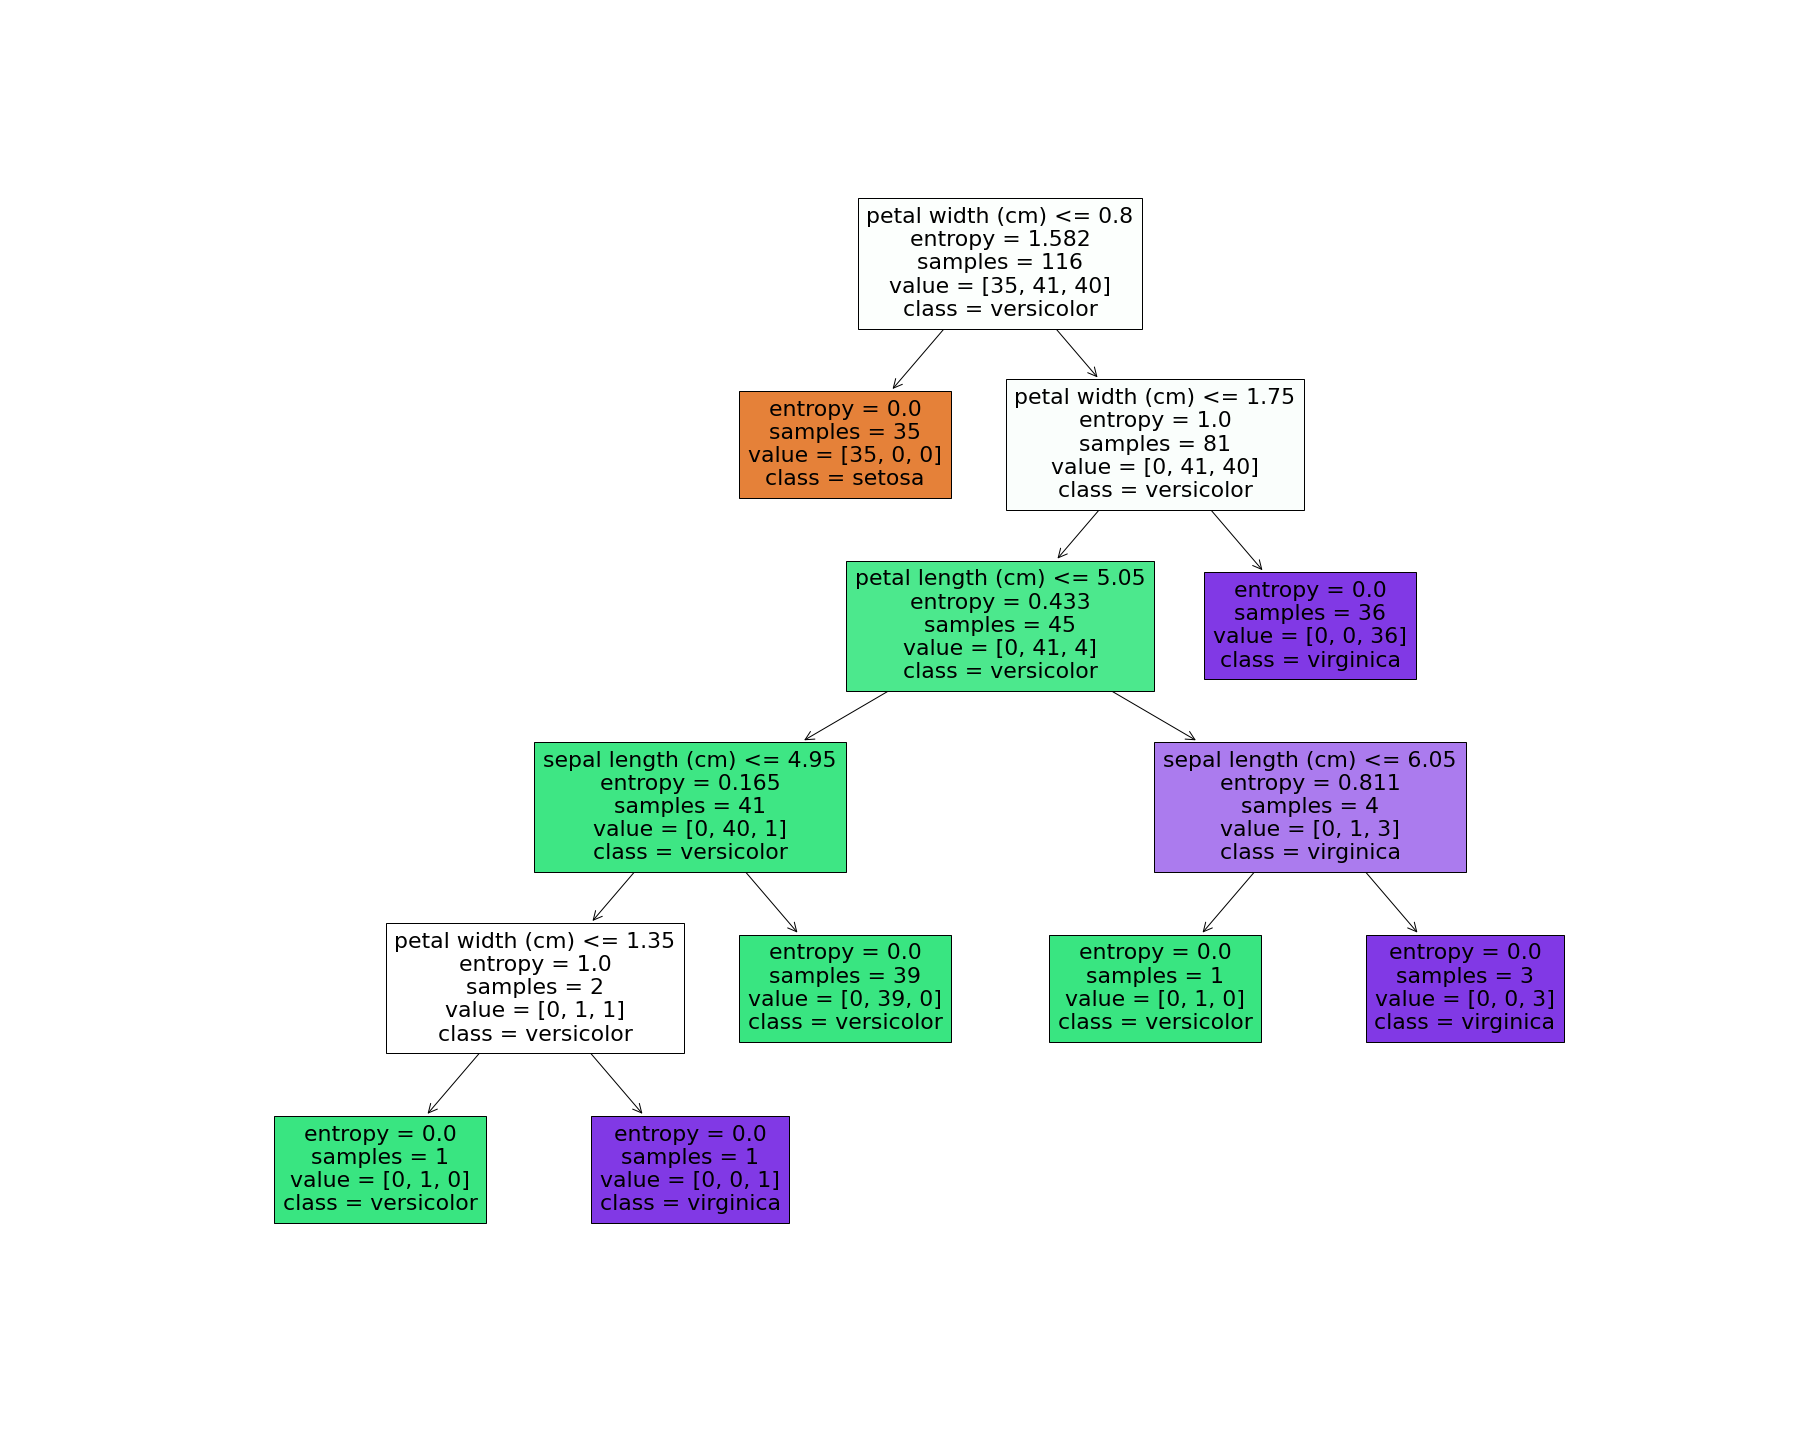 petal width (cm) <= 0.8
entropy = 1.582
samples = 116
value = [35, 41, 40]
class = versicolor
entropy = 0.0
samples = 35
value = [35, 0, 0]
class = setosa
petal width (cm) <= 1.75
entropy = 1.0
samples = 81
value = [0, 41, 40]
class = versicolor
petal length (cm) <= 5.05
entropy = 0.433
samples = 45
value = [0, 41, 4]
class = versicolor
entropy = 0.0
samples = 36
value = [0, 0, 36]
class = virginica
sepal length (cm) <= 4.95
entropy = 0.165
samples = 41
value = [0, 40, 1]
class = versicolor
sepal length (cm) <= 6.05
entropy = 0.811
samples = 4
value = [0, 1, 3]
class = virginica
petal width (cm) <= 1.35
entropy = 1.0
samples = 2
value = [0, 1, 1]
class = versicolor
entropy = 0.0
samples = 39
value = [0, 39, 0]
class = versicolor
entropy = 0.0
samples = 1
value = [0, 1, 0]
class = versicolor
entropy = 0.0
samples = 3
value = [0, 0, 3]
class = virginica
entropy = 0.0
samples = 1
value = [0, 1, 0]
class = versicolor
entropy = 0.0
samples = 1
value = [0, 0, 1]
class = virginica